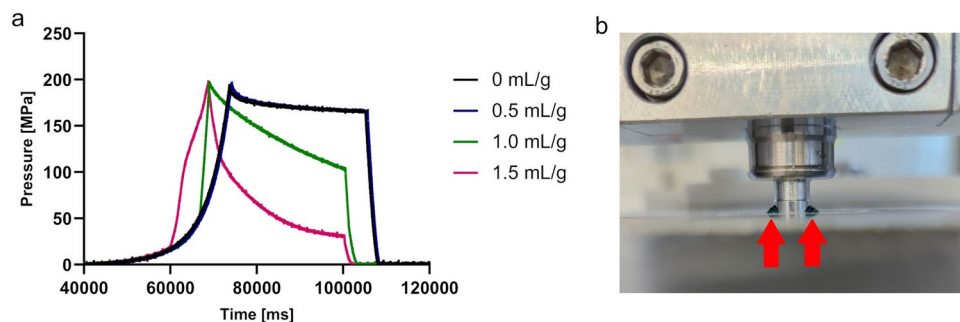 a
250
200
150
100
50
0
Pressure [MPa]
40000 60000 80000 100000 120000
Time [ms]
0 mL/g
0.5 mL/g
1.0 mL/g
1.5 mL/g
b